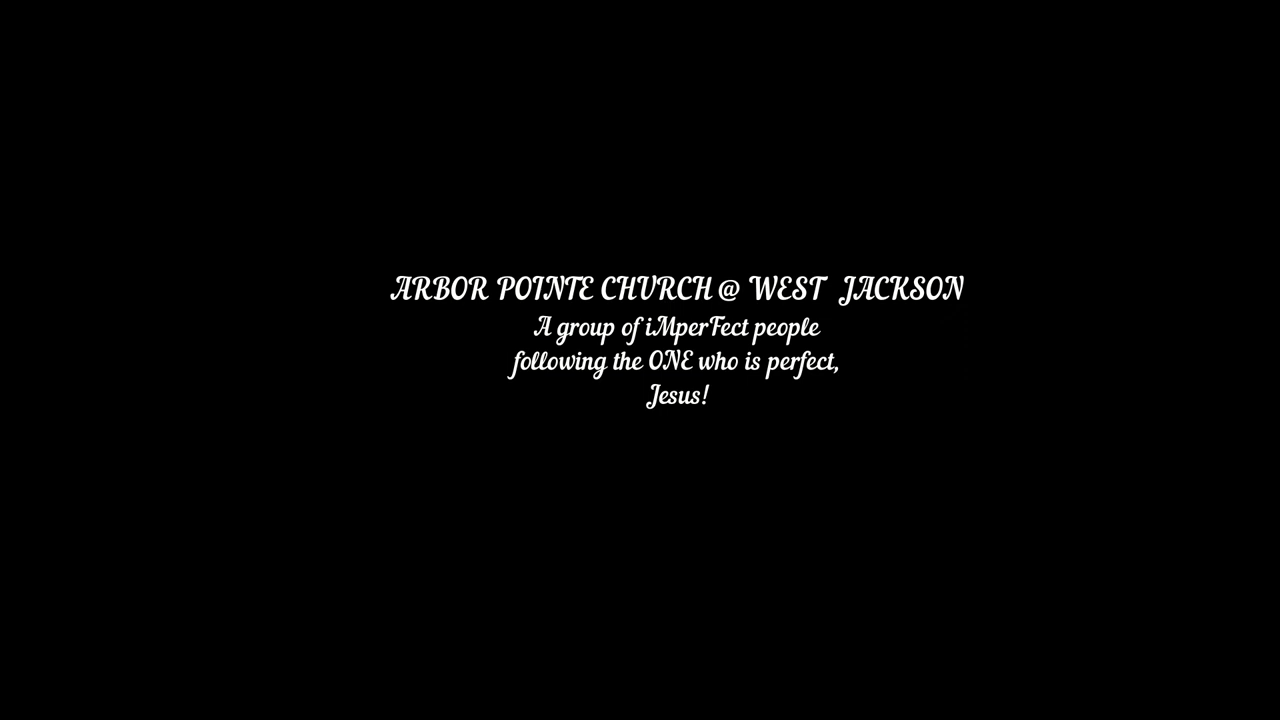 ARBOR POINTE CHURCH @ WEST JACKSON
A group of iMperFect people
following the ONE who is perfect,
Jesus!